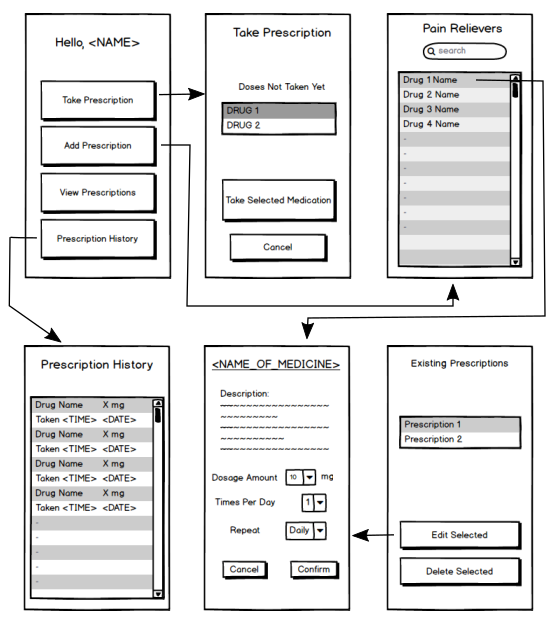 Hello, <NAME>
Take Prescription
Add Prescription
View Prescriptions
Prescription History
Take Prescription
Doses Not Taken Yet
DRUG 1
DRUG 2
Take Selected Medication
Cancel
Pain Relievers
search
Drug 1 Name
Drug 2 Name
Drug 3 Name
Drug 4 Name
-
-
-
-
-
-
-
-
-
Prescription History
Drug Name X mg
Taken <TIME> <DATE>
Drug Name X mg
Taken <TIME> <DATE>
Drug Name X mg
Taken <TIME> <DATE>
Drug Name X mg
Taken <TIME> <DATE>
-
-
-
-
-
<NAME_OF_MEDICINE>
Description:
~~~~~~~~~~~~~~~~~
~~~~~~~~~
~~~~~~~~~~~~~~~~~
~~~~~~~~~~
~~~~~~~~~~~~~~~~~
Dosage Amount 10 mg
Times Per Day 1
Repeat Daily
Cancel Confirm
Existing Prescriptions
Prescription 1
Prescription 2
Edit Selected
Delete Selected